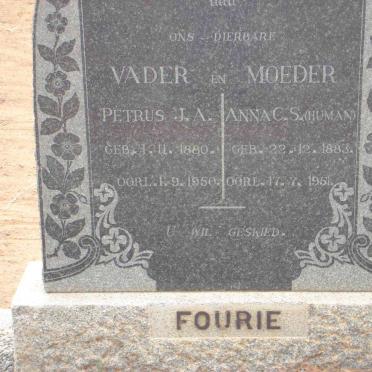 aan
ONS DIERBARE
VADER EN MOEDER
PETRUS J.A. ANNA C.S. (HUMAN)
GEB. 1. 11. 1880. GEB. 22. 12. 1883.
OORL. 1. 9. 1950. OORL. 17. 7. 1961.
U WIL GESKIED.
FOURIE